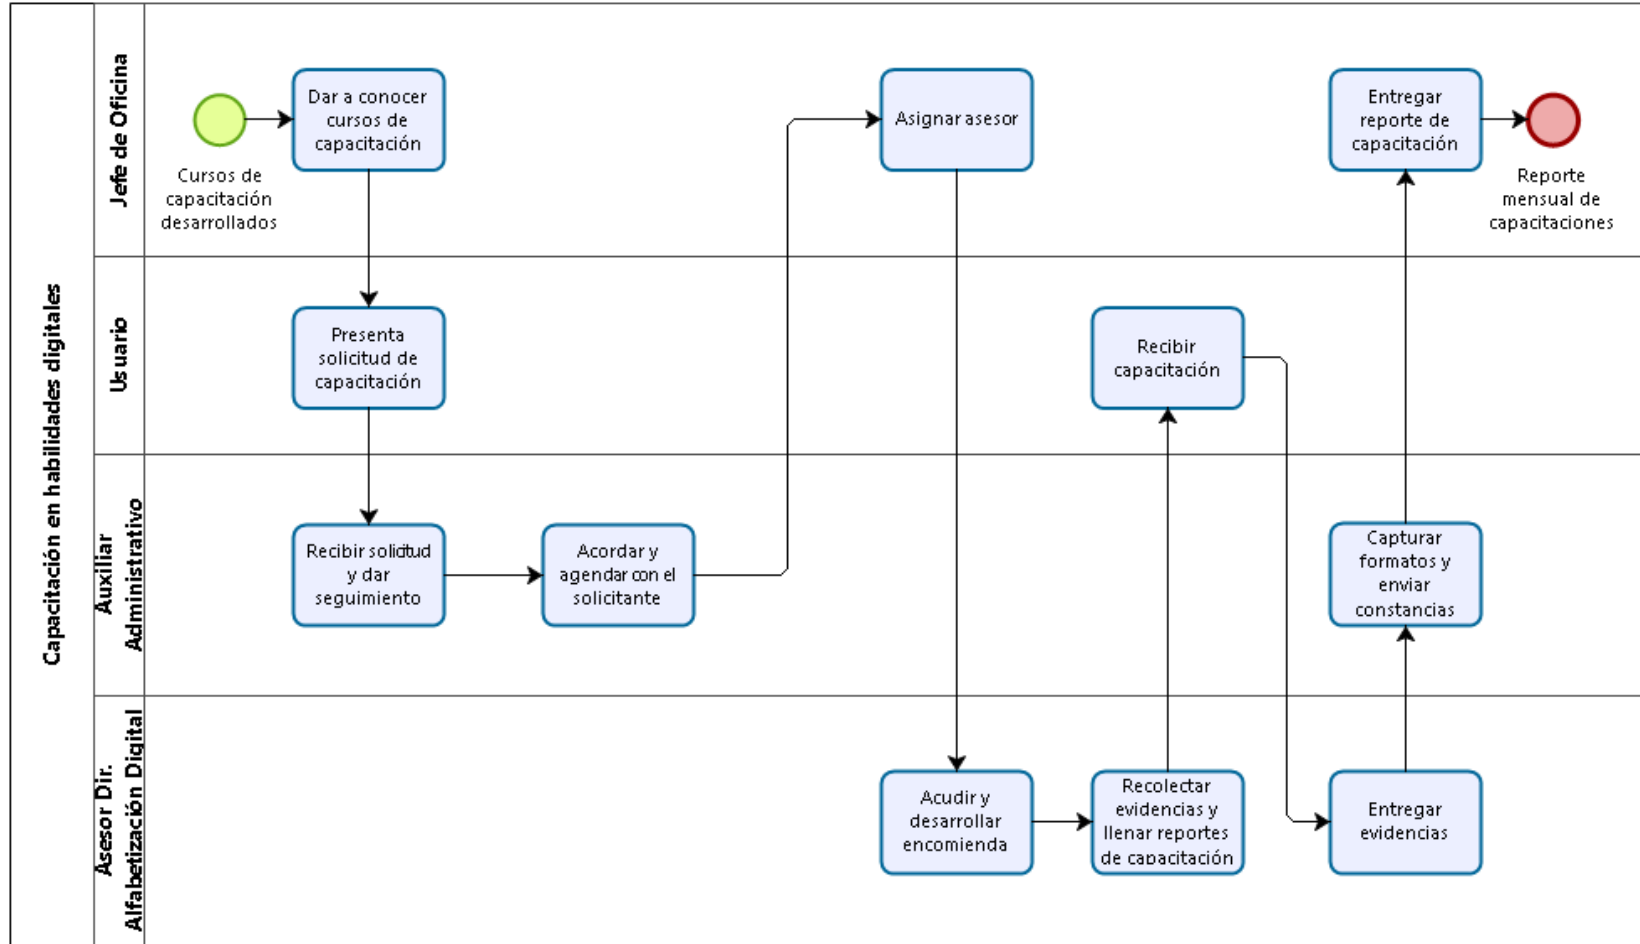 Capacitación en habilidades digitales
Jefe de Oficina
Cursos de
capacitación
desarrollados
Dar a conocer
cursos de
capacitación
Asignar asesor
Entregar
reporte de
capacitación
Reporte
mensual de
capacitaciones
Usuario
Presenta
solicitud de
capacitación
Recibir
capacitación
Auxiliar
Administrativo
Recibir solicitud
y dar
seguimiento
Acordar y
agendar con el
solicitante
Capturar
formatos y
enviar
constancias
Asesor Dir.
Alfabetización Digital
Acudir y
desarrollar
encomienda
Recolectar
evidencias y
llenar reportes
de capacitación
Entregar
evidencias